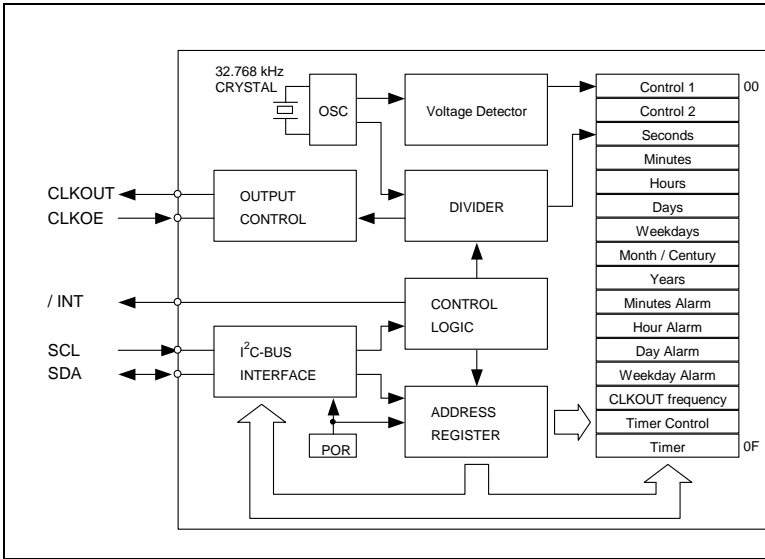 32.768 kHz
CRYSTAL
OSC
Voltage Detector
CLKOUT
CLKOE
OUTPUT
CONTROL
DIVIDER
/ INT
CONTROL
LOGIC
SCL
SDA
I²C-BUS
INTERFACE
ADDRESS
REGISTER
POR
Control 1 00
Control 2
Seconds
Minutes
Hours
Days
Weekdays
Month / Century
Years
Minutes Alarm
Hour Alarm
Day Alarm
Weekday Alarm
CLKOUT frequency
Timer Control
Timer 0F